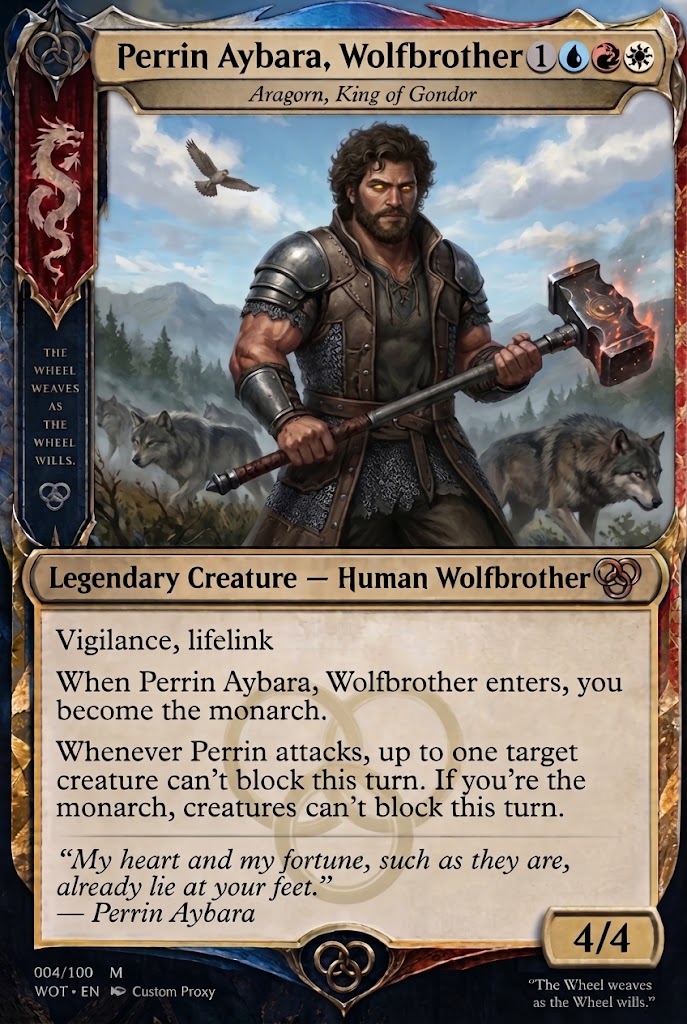 Perrin Aybara, Wolfbrother 1
Aragorn, King of Gondor
THE
WHEEL
WEAVES
AS
THE
WHEEL
WILLS.
Legendary Creature — Human Wolfbrother
Vigilance, lifelink
When Perrin Aybara, Wolfbrother enters, you
become the monarch.
Whenever Perrin attacks, up to one target
creature can’t block this turn. If you’re the
monarch, creatures can’t block this turn.
“My heart and my fortune, such as they are,
already lie at your feet.”
— Perrin Aybara
4/4
004/100 M
WOT • EN Custom Proxy
“The Wheel weaves
as the Wheel wills.”